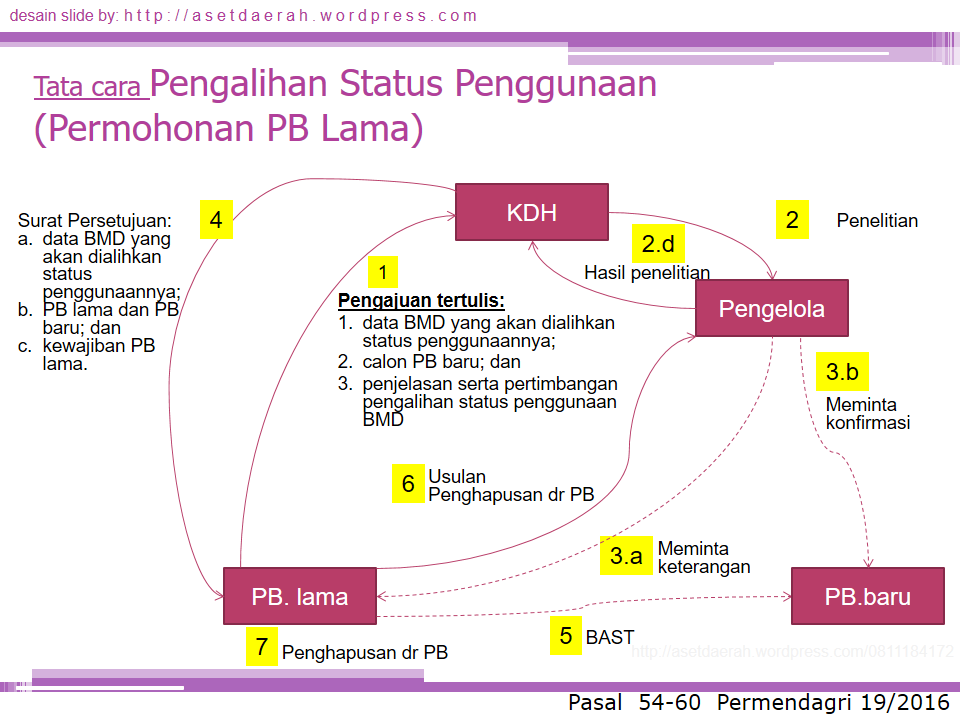 desain slide by: http://asetdaerah.wordpress.com
Tata cara Pengalihan Status Penggunaan
(Permohonan PB Lama)
KDH
4
Surat Persetujuan:
a. data BMD yang
akan dialihkan
status
penggunaannya;
b. PB lama dan PB
baru; dan
c. kewajiban PB
lama.
2
Penelitian
2.d
Hasil penelitian
1
Pengajuan tertulis:
1. data BMD yang akan dialihkan
status penggunaannya;
2. calon PB baru; dan
3. penjelasan serta pertimbangan
pengalihan status penggunaan
BMD
Pengelola
3.b
Meminta
konfirmasi
6
Usulan
Penghapusan dr PB
3.a
Meminta
keterangan
PB. lama
PB.baru
7
Penghapusan dr PB
5
BAST
http://asetdaerah.wordpress.com/0811184172
Pasal 54-60 Permendagri 19/2016